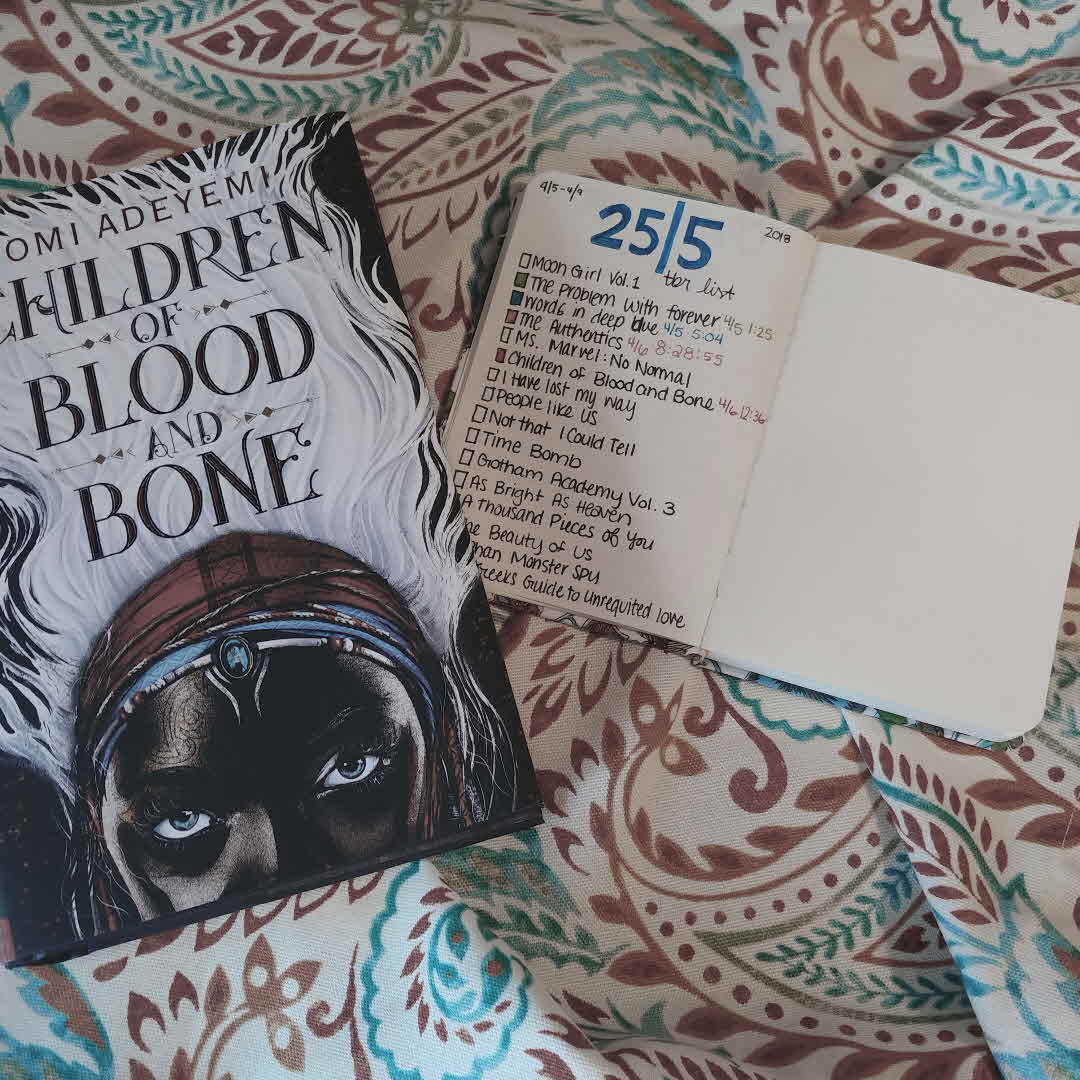 OMI ADEYEMI
CHILDREN
OF
BLOOD
AND
BONE
4/5-4/9
25/5
2018
tbr list
Moon Girl Vol. 1
The problem with forever 4/5 1:25
words in deep blue 4/5 5:04
The Authentics 4/6 8:28:55
Ms. Marvel: No Normal
Children of Blood and Bone 4/6 12:36
I Have lost my way
People like us
Not that I Could Tell
Time Bomb
Gotham Academy Vol. 3
As Bright As Heaven
A Thousand Pieces of You
he Beauty of Us
han Monster Spy
Greeks Guide to unrequited love